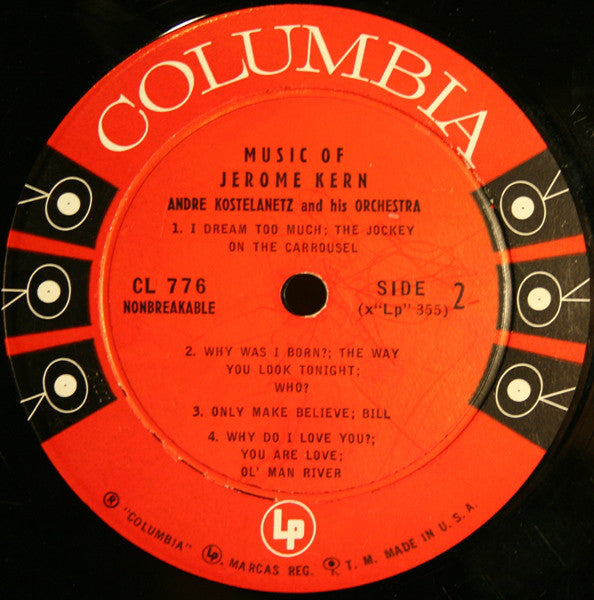 COLUMBIA
MUSIC OF
JEROME KERN
ANDRE KOSTELANETZ and his ORCHESTRA
1. I DREAM TOO MUCH; THE JOCKEY
ON THE CARROUSEL
CL 776
NONBREAKABLE
SIDE 2
(x"Lp" 355)
2. WHY WAS I BORN?; THE WAY
YOU LOOK TONIGHT;
WHO?
3. ONLY MAKE BELIEVE; BILL
4. WHY DO I LOVE YOU?;
YOU ARE LOVE;
OL' MAN RIVER
Lp
® "COLUMBIA" Lp MARCAS REG. T. M. MADE IN U. S. A.